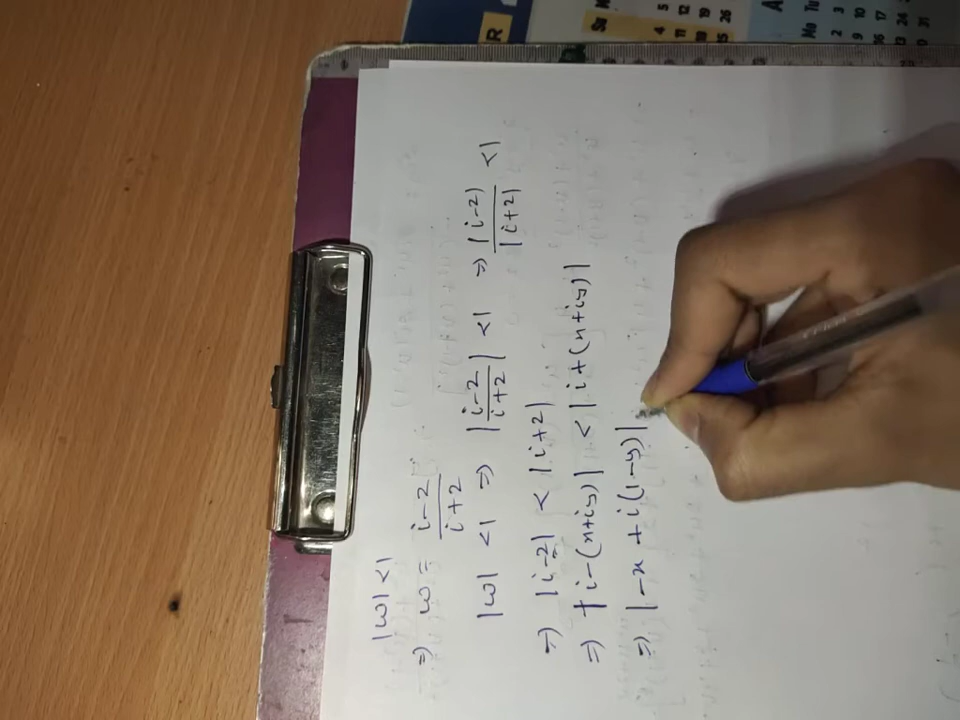 |w| < 1
⇒ w = (i-2)/(i+2)
|w| < 1 ⇒ |(i-2)/(i+2)| < 1 ⇒ |i-2|/|i+2| < 1
⇒ |i-2| < |i+2|
⇒ |i-(x+iy)| < |i+(x+iy)|
⇒ |-x+i(1-y)|